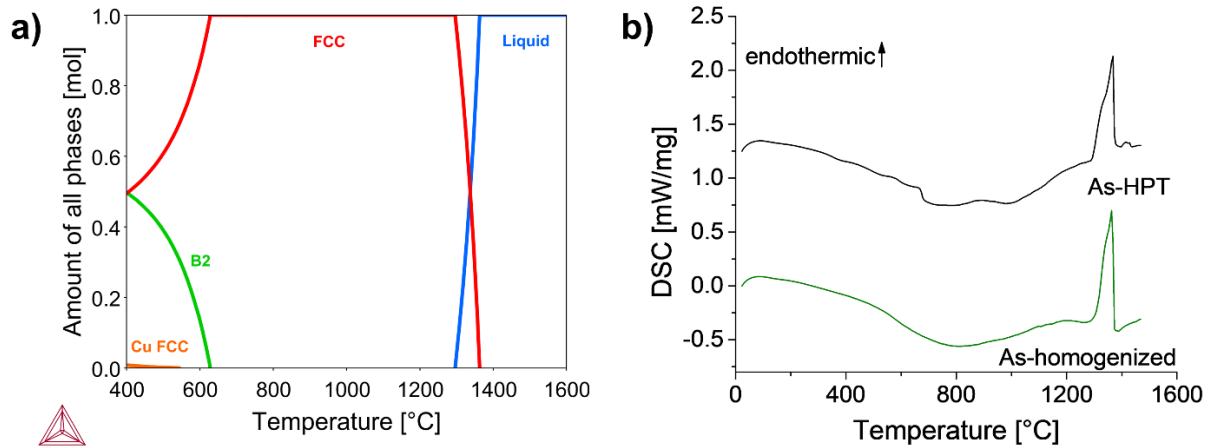 a)
Amount of all phases [mol]
1.0
0.8
0.6
0.4
0.2
0.0
FCC
Liquid
B2
Cu FCC
400 600 800 1000 1200 1400 1600
Temperature [°C]
b)
DSC [mW/mg]
2.5
2.0
1.5
1.0
0.5
0.0
-0.5
endothermic↑
As-HPT
As-homogenized
0 400 800 1200 1600
Temperature [°C]